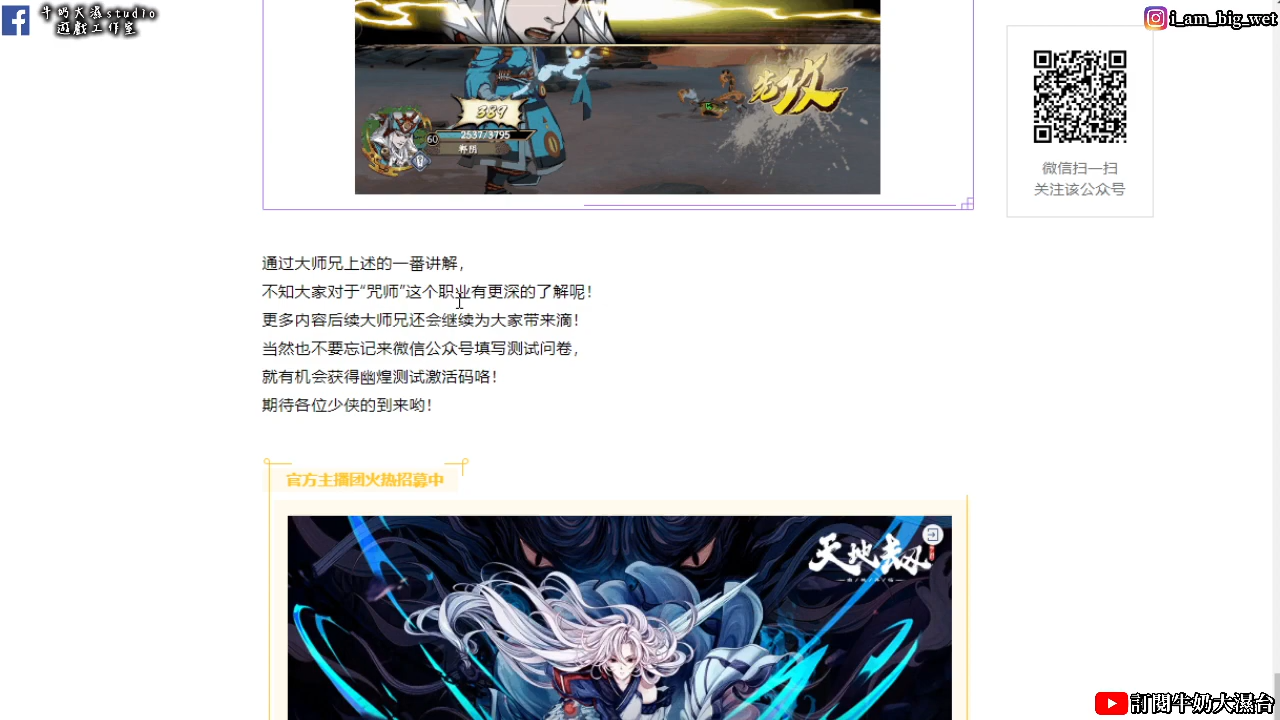 牛奶大濕studio
遊戲工作室
i_am_big_wet
先攻
387
60
2537/3795
微信扫一扫
关注该公众号
通过大师兄上述的一番讲解，
不知大家对于“咒师”这个职业有更深的了解呢！
更多内容后续大师兄还会继续为大家带来滴！
当然也不要忘记来微信公众号填写测试问卷，
就有机会获得幽煌测试激活码咯！
期待各位少侠的到来哟！
官方主播团火热招募中
天地劫
訂閱牛奶大濕台